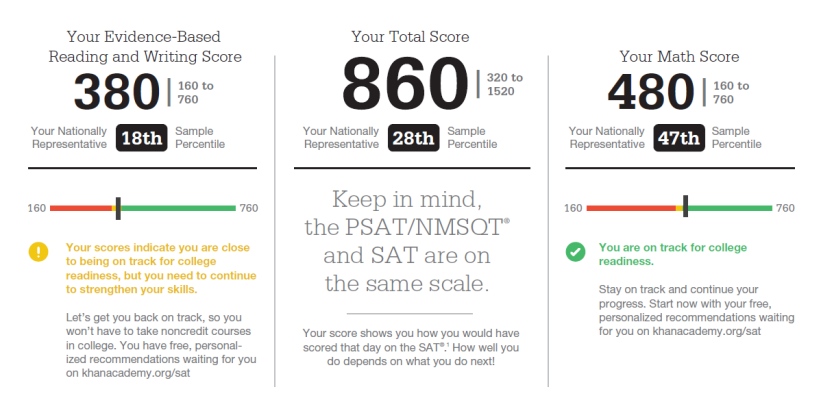 Your Evidence-Based
Reading and Writing Score
380
160 to
760
Your Nationally
Representative
18th
Sample
Percentile
160
760
!
Your scores indicate you are close
to being on track for college
readiness, but you need to continue
to strengthen your skills.
Let's get you back on track, so you
won't have to take noncredit courses
in college. You have free, personal-
ized recommendations waiting for you
on khanacademy.org/sat
Your Total Score
860
320 to
1520
Your Nationally
Representative
28th
Sample
Percentile
Keep in mind,
the PSAT/NMSQT®
and SAT are on
the same scale.
Your score shows you how you would have
scored that day on the SAT®.¹ How well you
do depends on what you do next!
Your Math Score
480
160 to
760
Your Nationally
Representative
47th
Sample
Percentile
160
760
You are on track for college
readiness.
Stay on track and continue your
progress. Start now with your free,
personalized recommendations waiting
for you on khanacademy.org/sat